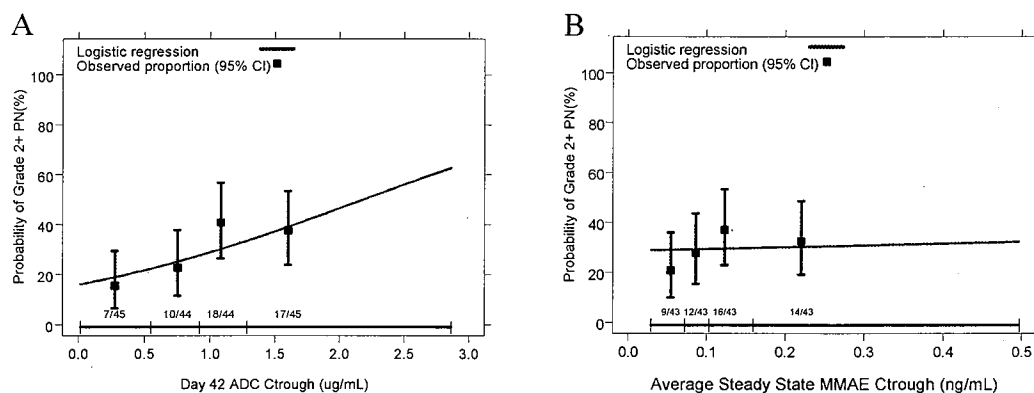 A
Logistic regression
Observed proportion (95% CI)
Probability of Grade 2+ PN(%)
100
80
60
40
20
0
7/45 10/44 18/44 17/45
0.0 0.5 1.0 1.5 2.0 2.5 3.0
Day 42 ADC Ctrough (ug/mL)
B
Logistic regression
Observed proportion (95% CI)
Probability of Grade 2+ PN(%)
100
80
60
40
20
0
9/43 12/43 16/43 14/43
0.0 0.1 0.2 0.3 0.4 0.5
Average Steady State MMAE Ctrough (ng/mL)